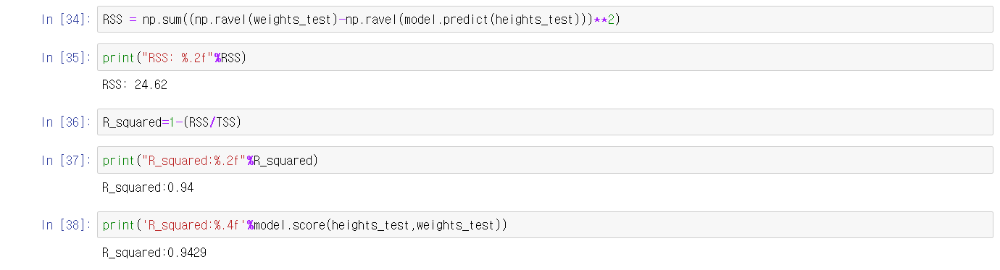 In [34]: RSS = np.sum((np.ravel(weights_test)-np.ravel(model.predict(heights_test)))**2)
In [35]: print("RSS: %.2f"%RSS)
RSS: 24.62
In [36]: R_squared=1-(RSS/TSS)
In [37]: print("R_squared:%.2f"%R_squared)
R_squared:0.94
In [38]: print('R_squared:%.4f'%model.score(heights_test,weights_test))
R_squared:0.9429